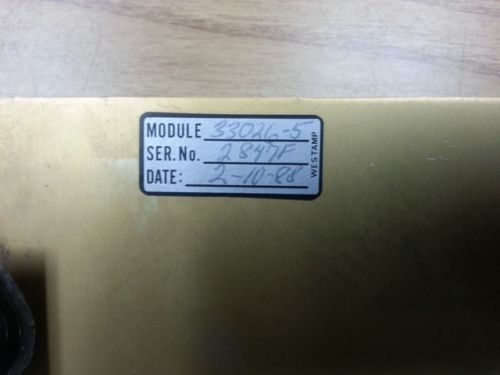 MODULE 33026-5
SER.No. 2847F
DATE: 2-10-88
WESTAMP